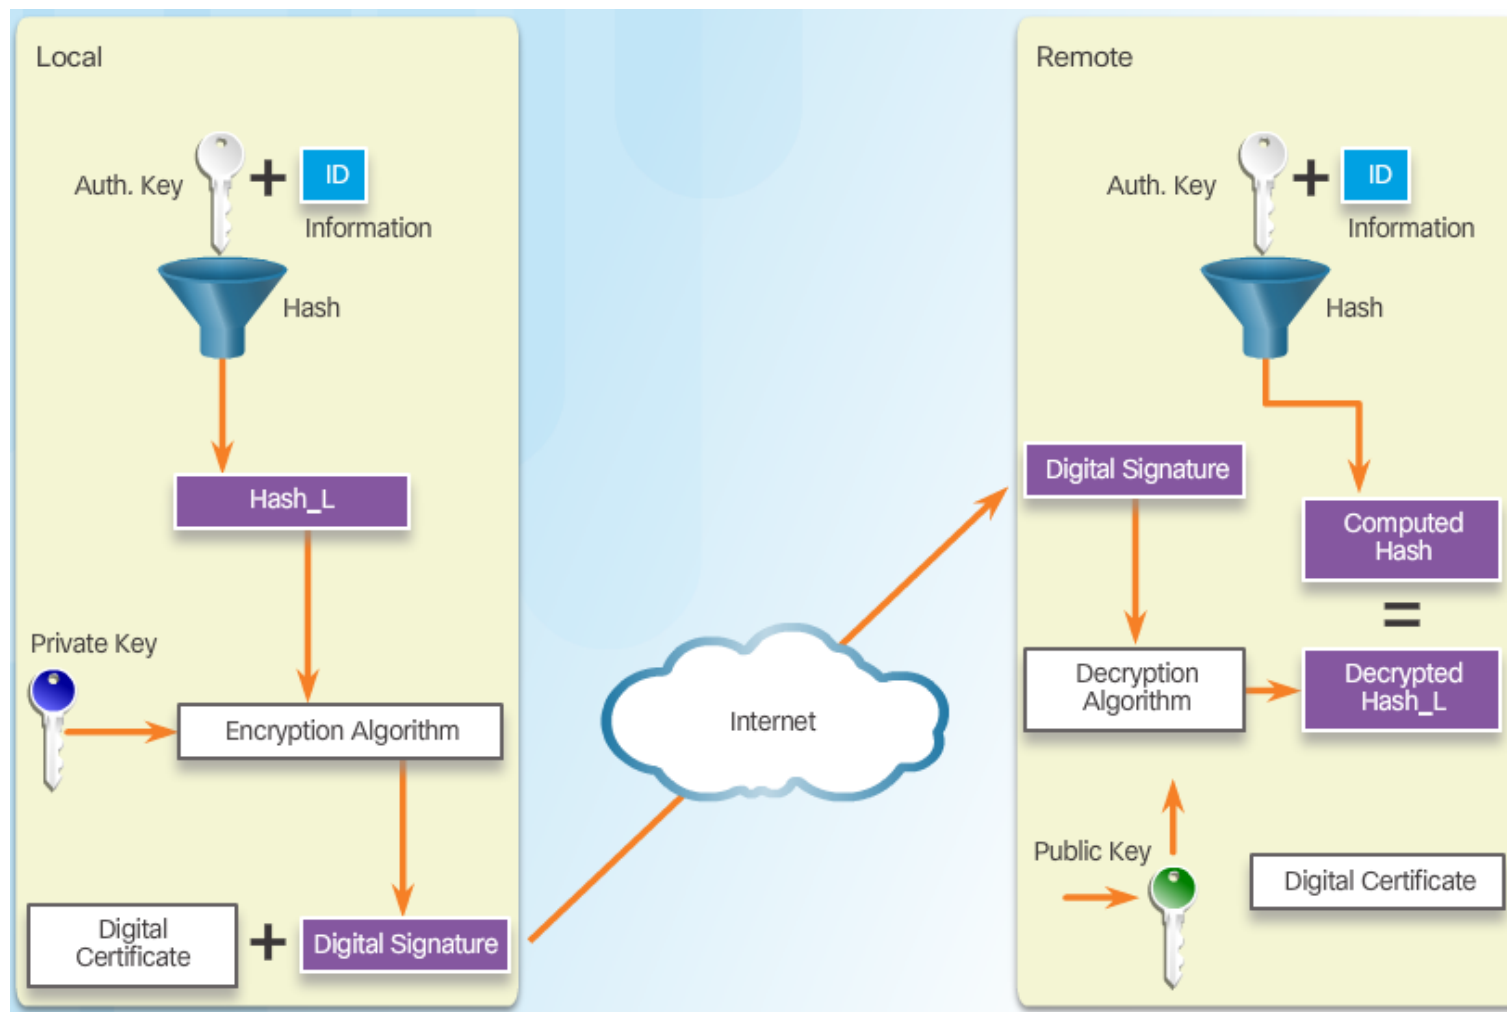 Local
Auth. Key
+
ID
Information
Hash
Hash_L
Private Key
Encryption Algorithm
Digital
Certificate
+
Digital Signature
Internet
Remote
Auth. Key
+
ID
Information
Hash
Digital Signature
Computed
Hash
=
Decryption
Algorithm
Decrypted
Hash_L
Public Key
Digital Certificate